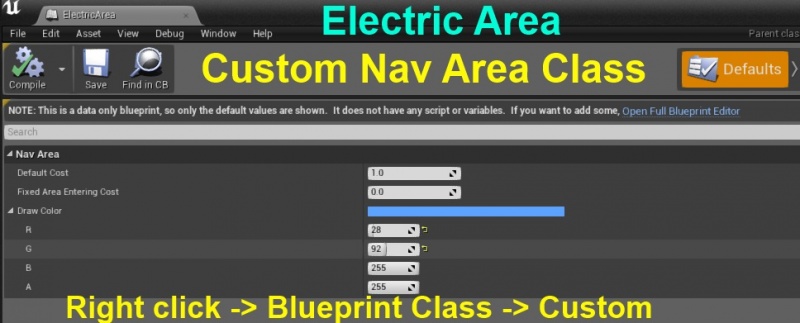 ElectricArea
Electric Area
File Edit Asset View Debug Window Help
Parent clas
Compile
Save
Find in CB
Custom Nav Area Class
Defaults
NOTE: This is a data only blueprint, so only the default values are shown. It does not have any script or variables. If you want to add some, Open Full Blueprint Editor
Search
Nav Area
Default Cost 1.0
Fixed Area Entering Cost 0.0
Draw Color
R 28
G 92
B 255
A 255
Right click -> Blueprint Class -> Custom